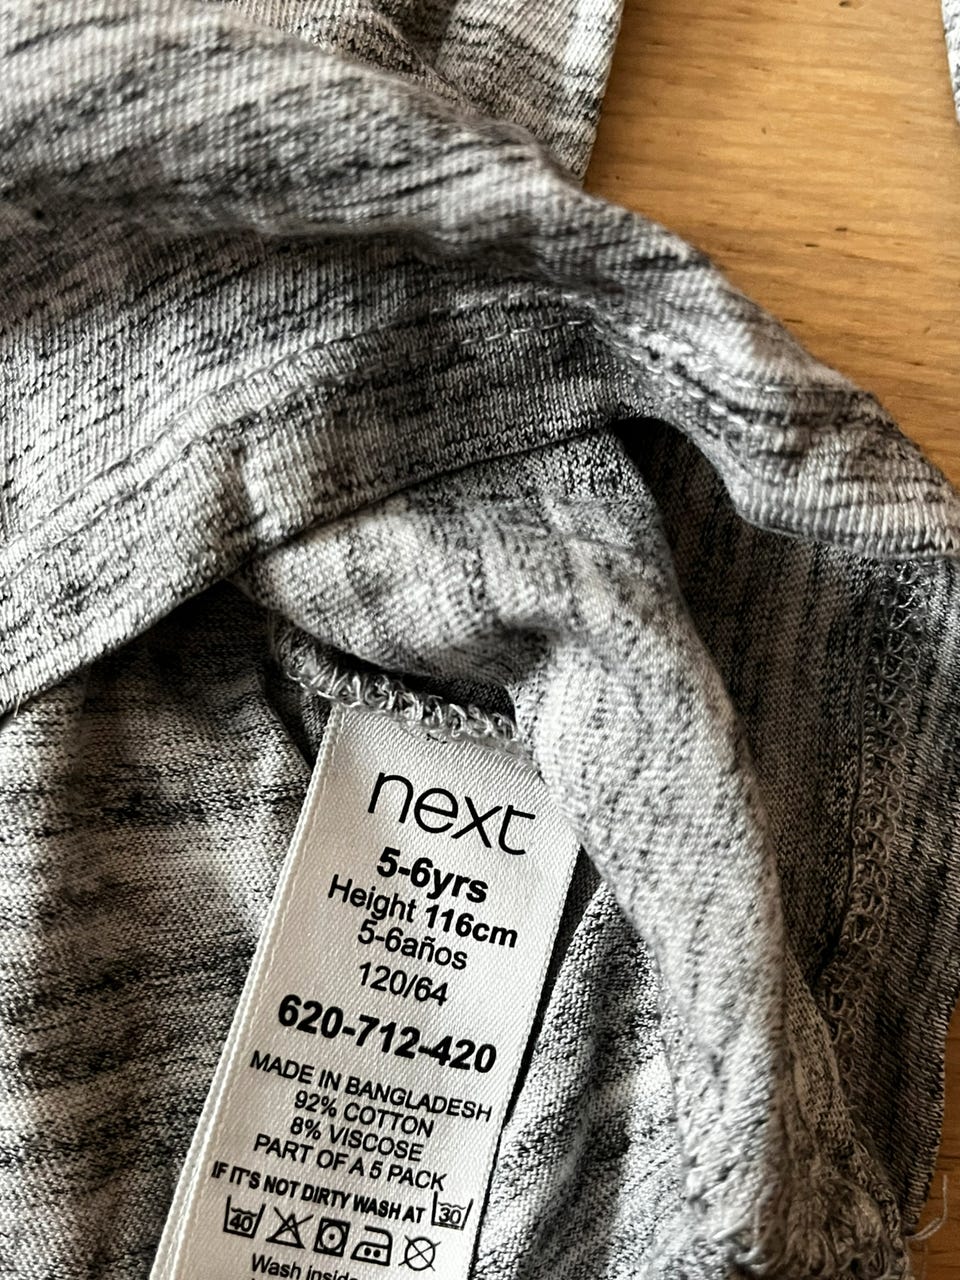 next
5-6yrs
Height 116cm
5-6años
120/64
620-712-420
MADE IN BANGLADESH
92% COTTON
8% VISCOSE
PART OF A 5 PACK
IF IT'S NOT DIRTY WASH AT 30
40
Wash inside